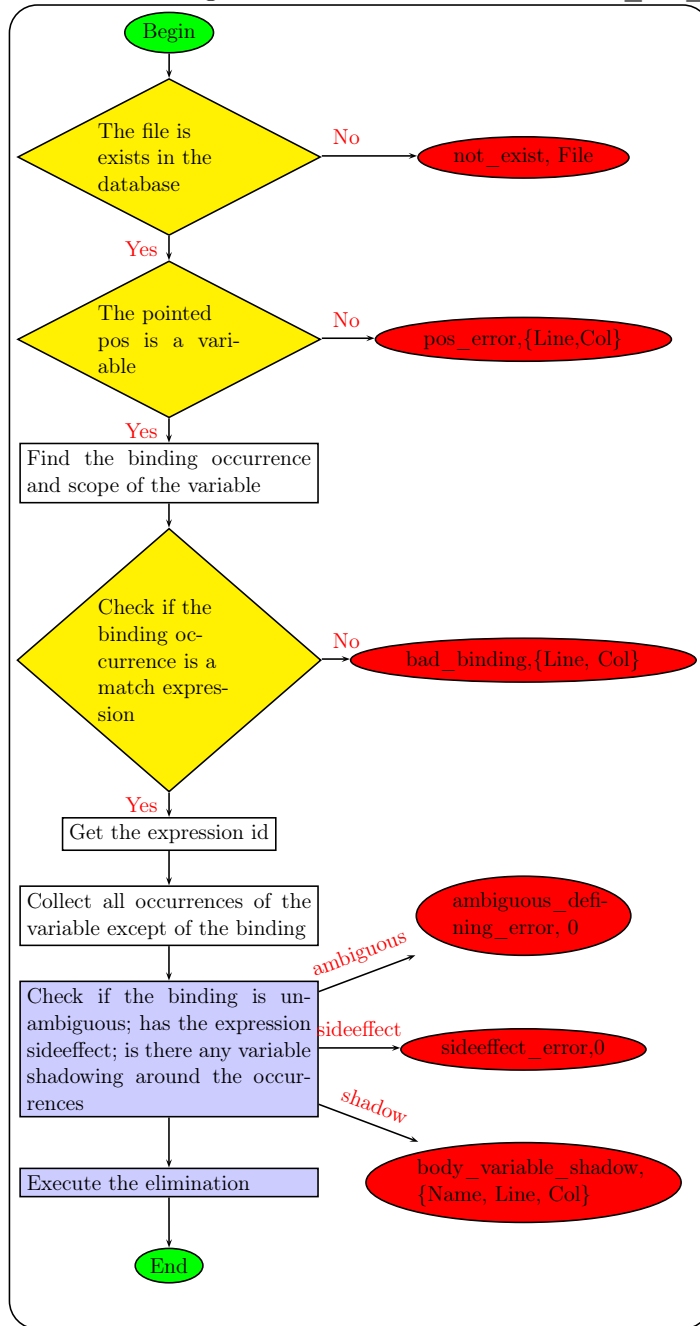 Begin
The file is
exists in the
database
No
not_exist, File
Yes
The pointed
pos is a vari-
able
No
pos_error,{Line,Col}
Yes
Find the binding occurrence
and scope of the variable
Check if the
binding oc-
currence is a
match expres-
sion
No
bad_binding,{Line, Col}
Yes
Get the expression id
Collect all occurrences of the
variable except of the binding
ambiguous
ambiguous_defi-
ning_error, 0
Check if the binding is un-
ambiguous; has the expression
sideeffect; is there any variable
shadowing around the occur-
rences
sideeffect
sideeffect_error,0
shadow
body_variable_shadow,
{Name, Line, Col}
Execute the elimination
End